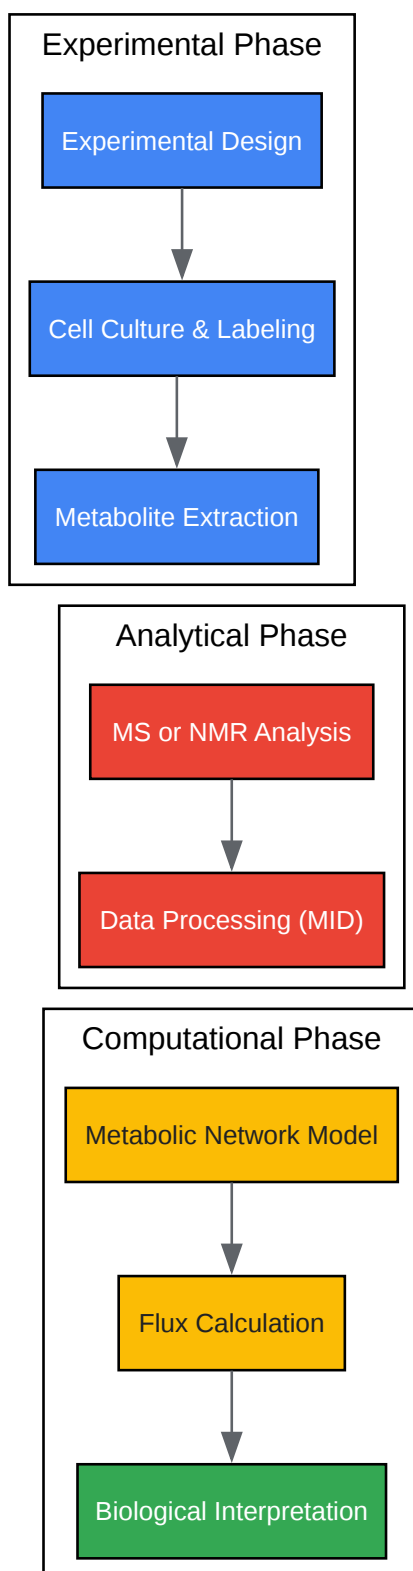 Experimental Phase
Experimental Design
Cell Culture & Labeling
Metabolite Extraction
Analytical Phase
MS or NMR Analysis
Data Processing (MID)
Computational Phase
Metabolic Network Model
Flux Calculation
Biological Interpretation